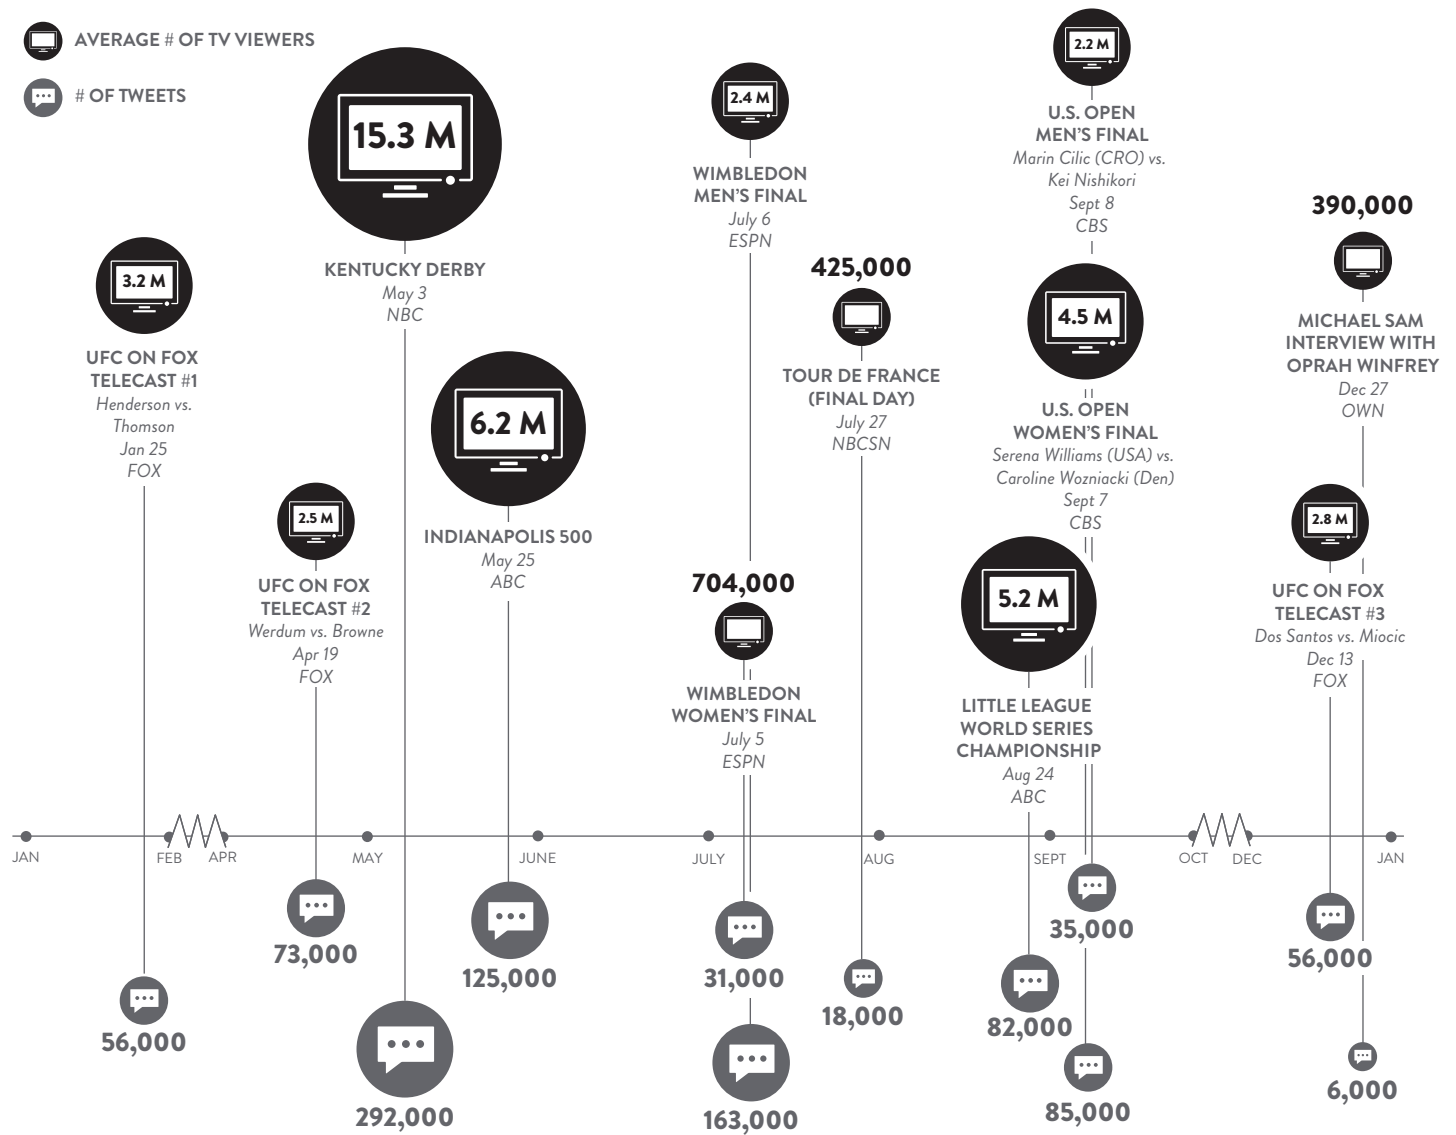 AVERAGE # OF TV VIEWERS
# OF TWEETS
3.2 M
UFC ON FOX
TELECAST #1
Henderson vs.
Thomson
Jan 25
FOX
56,000
2.5 M
UFC ON FOX
TELECAST #2
Werdum vs. Browne
Apr 19
FOX
73,000
15.3 M
KENTUCKY DERBY
May 3
NBC
292,000
6.2 M
INDIANAPOLIS 500
May 25
ABC
125,000
2.4 M
WIMBLEDON
MEN'S FINAL
July 6
ESPN
163,000
704,000
WIMBLEDON
WOMEN'S FINAL
July 5
ESPN
31,000
425,000
TOUR DE FRANCE
(FINAL DAY)
July 27
NBCSN
18,000
2.2 M
U.S. OPEN
MEN'S FINAL
Marin Cilic (CRO) vs.
Kei Nishikori
Sept 8
CBS
35,000
4.5 M
U.S. OPEN
WOMEN'S FINAL
Serena Williams (USA) vs.
Caroline Wozniacki (Den)
Sept 7
CBS
85,000
5.2 M
LITTLE LEAGUE
WORLD SERIES
CHAMPIONSHIP
Aug 24
ABC
82,000
390,000
MICHAEL SAM
INTERVIEW WITH
OPRAH WINFREY
Dec 27
OWN
6,000
2.8 M
UFC ON FOX
TELECAST #3
Dos Santos vs. Miocic
Dec 13
FOX
56,000
JAN
FEB
APR
MAY
JUNE
JULY
AUG
SEPT
OCT
DEC
JAN